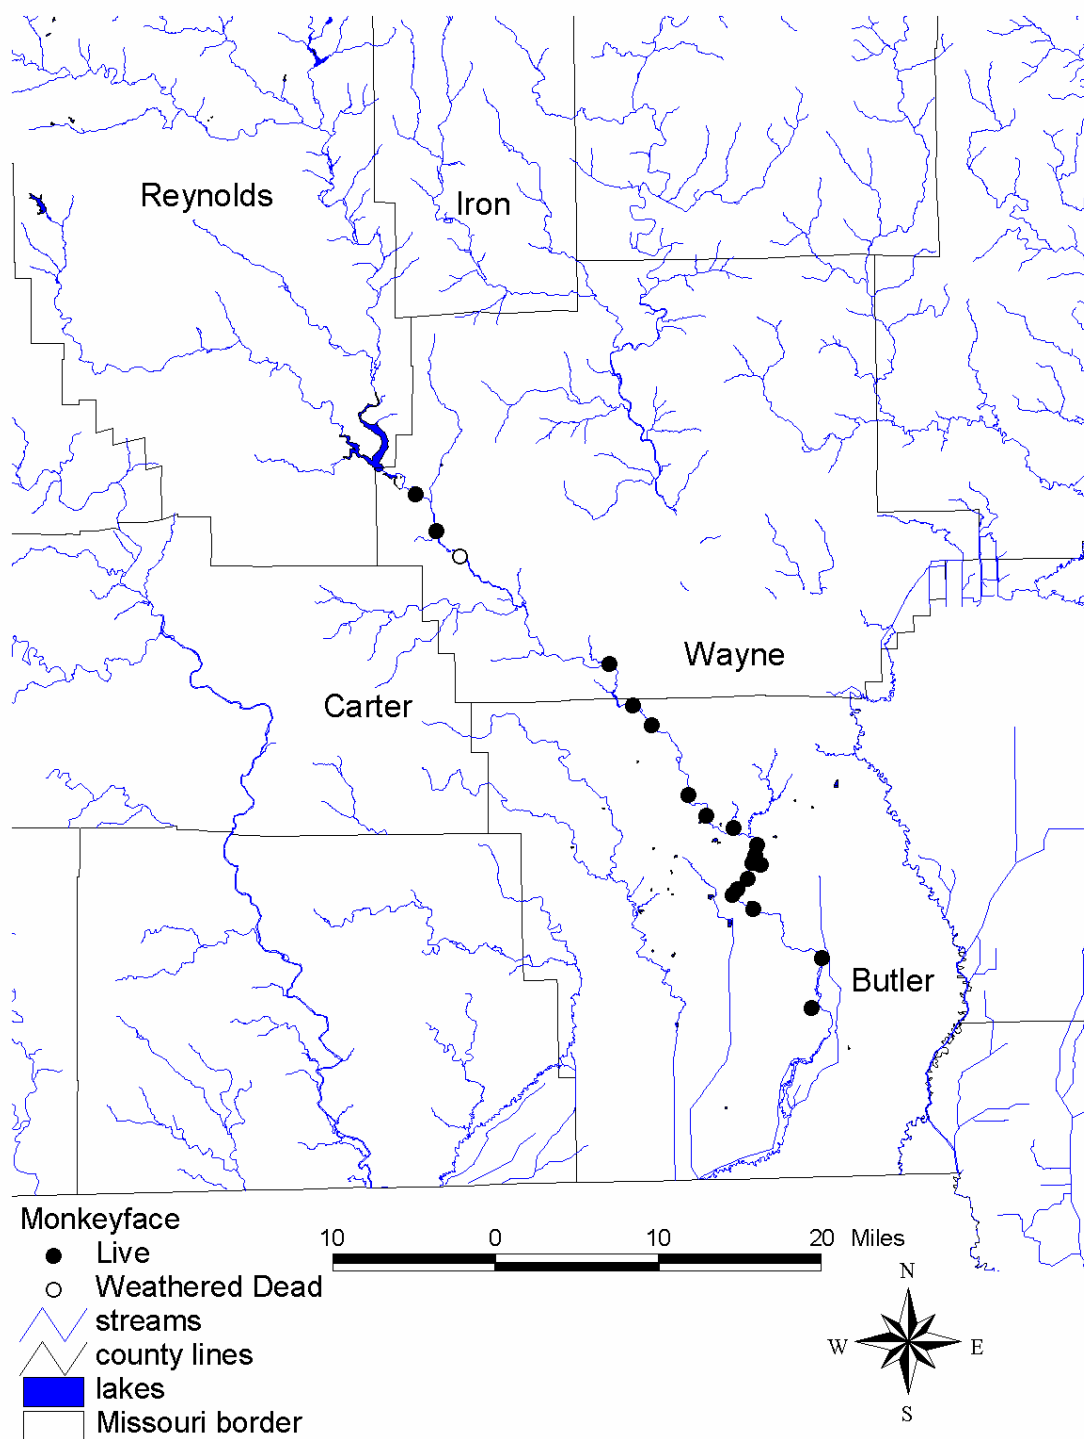 Reynolds
Iron
Wayne
Carter
Butler
Monkeyface
Live
Weathered Dead
streams
county lines
lakes
Missouri border
10 0 10 20 Miles
N
W E
S